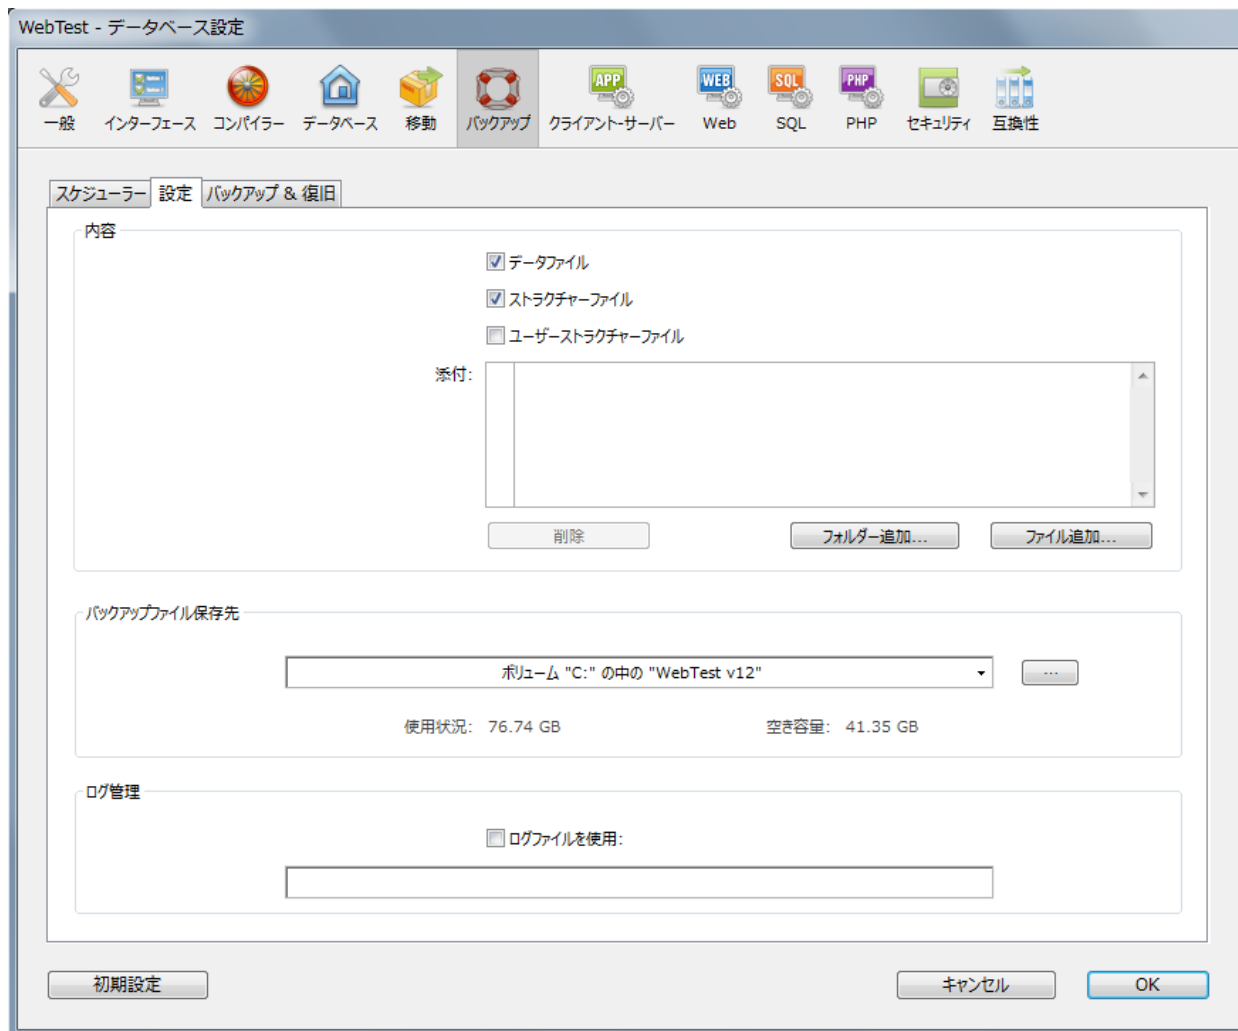 WebTest - データベース設定
APP WEB SQL PHP
一般 インターフェース コンパイラー データベース 移動 バックアップ クライアント-サーバー Web SQL PHP セキュリティ 互換性
スケジューラー 設定 バックアップ & 復旧
内容
データファイル
ストラクチャーファイル
ユーザーストラクチャーファイル
添付:
削除 フォルダー追加... ファイル追加...
バックアップファイル保存先
ボリューム "C:" の中の "WebTest v12" ...
使用状況: 76.74 GB 空き容量: 41.35 GB
ログ管理
ログファイルを使用:
初期設定 キャンセル OK